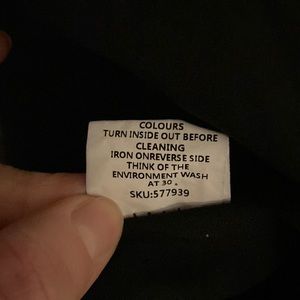 COLOURS
TURN INSIDE OUT BEFORE
CLEANING
IRON ONREVERSE SIDE
THINK OF THE
ENVIRONMENT WASH
AT 30 .
SKU:577939